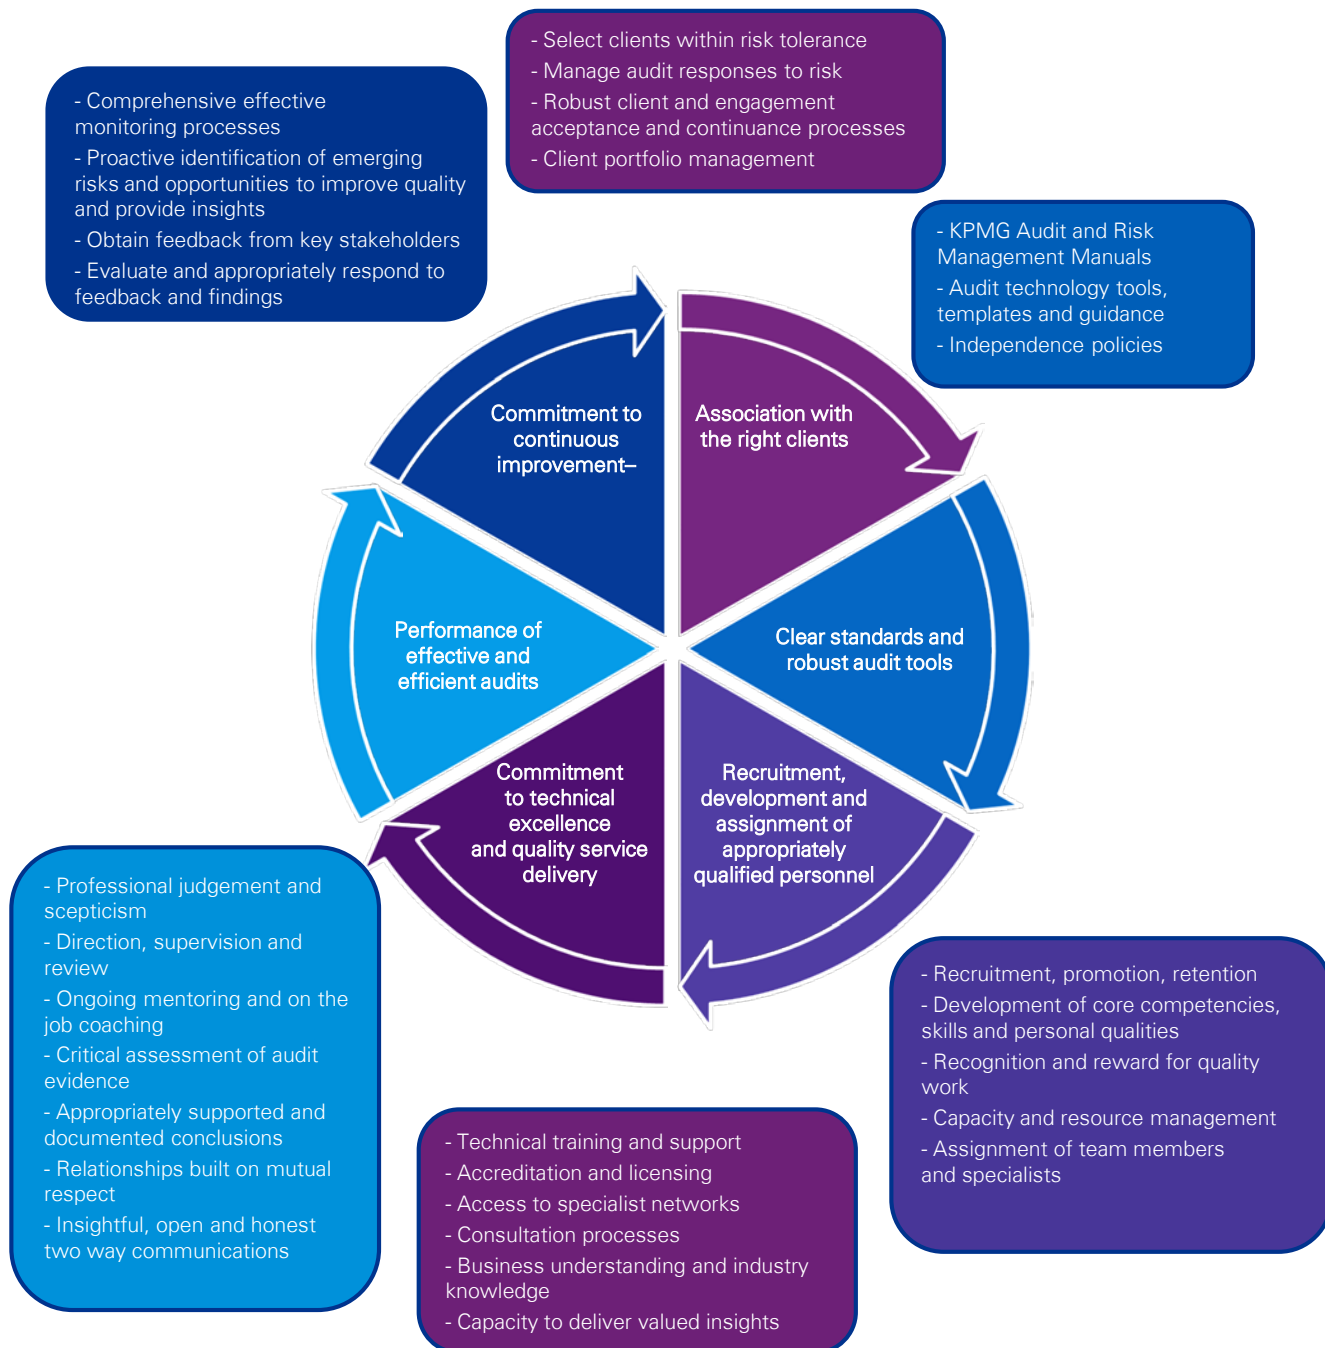 - Select clients within risk tolerance
- Manage audit responses to risk
- Robust client and engagement
acceptance and continuance processes
- Client portfolio management
- Comprehensive effective
monitoring processes
- Proactive identification of emerging
risks and opportunities to improve quality
and provide insights
- Obtain feedback from key stakeholders
- Evaluate and appropriately respond to
feedback and findings
- KPMG Audit and Risk
Management Manuals
- Audit technology tools,
templates and guidance
- Independence policies
Commitment to
continuous
improvement–
Association with
the right clients
Performance of
effective and
efficient audits
Clear standards and
robust audit tools
Commitment
to technical
excellence
and quality service
delivery
Recruitment,
development and
assignment of
appropriately
qualified personnel
- Professional judgement and
scepticism
- Direction, supervision and
review
- Ongoing mentoring and on the
job coaching
- Critical assessment of audit
evidence
- Appropriately supported and
documented conclusions
- Relationships built on mutual
respect
- Insightful, open and honest
two way communications
- Recruitment, promotion, retention
- Development of core competencies,
skills and personal qualities
- Recognition and reward for quality
work
- Capacity and resource management
- Assignment of team members
and specialists
- Technical training and support
- Accreditation and licensing
- Access to specialist networks
- Consultation processes
- Business understanding and industry
knowledge
- Capacity to deliver valued insights